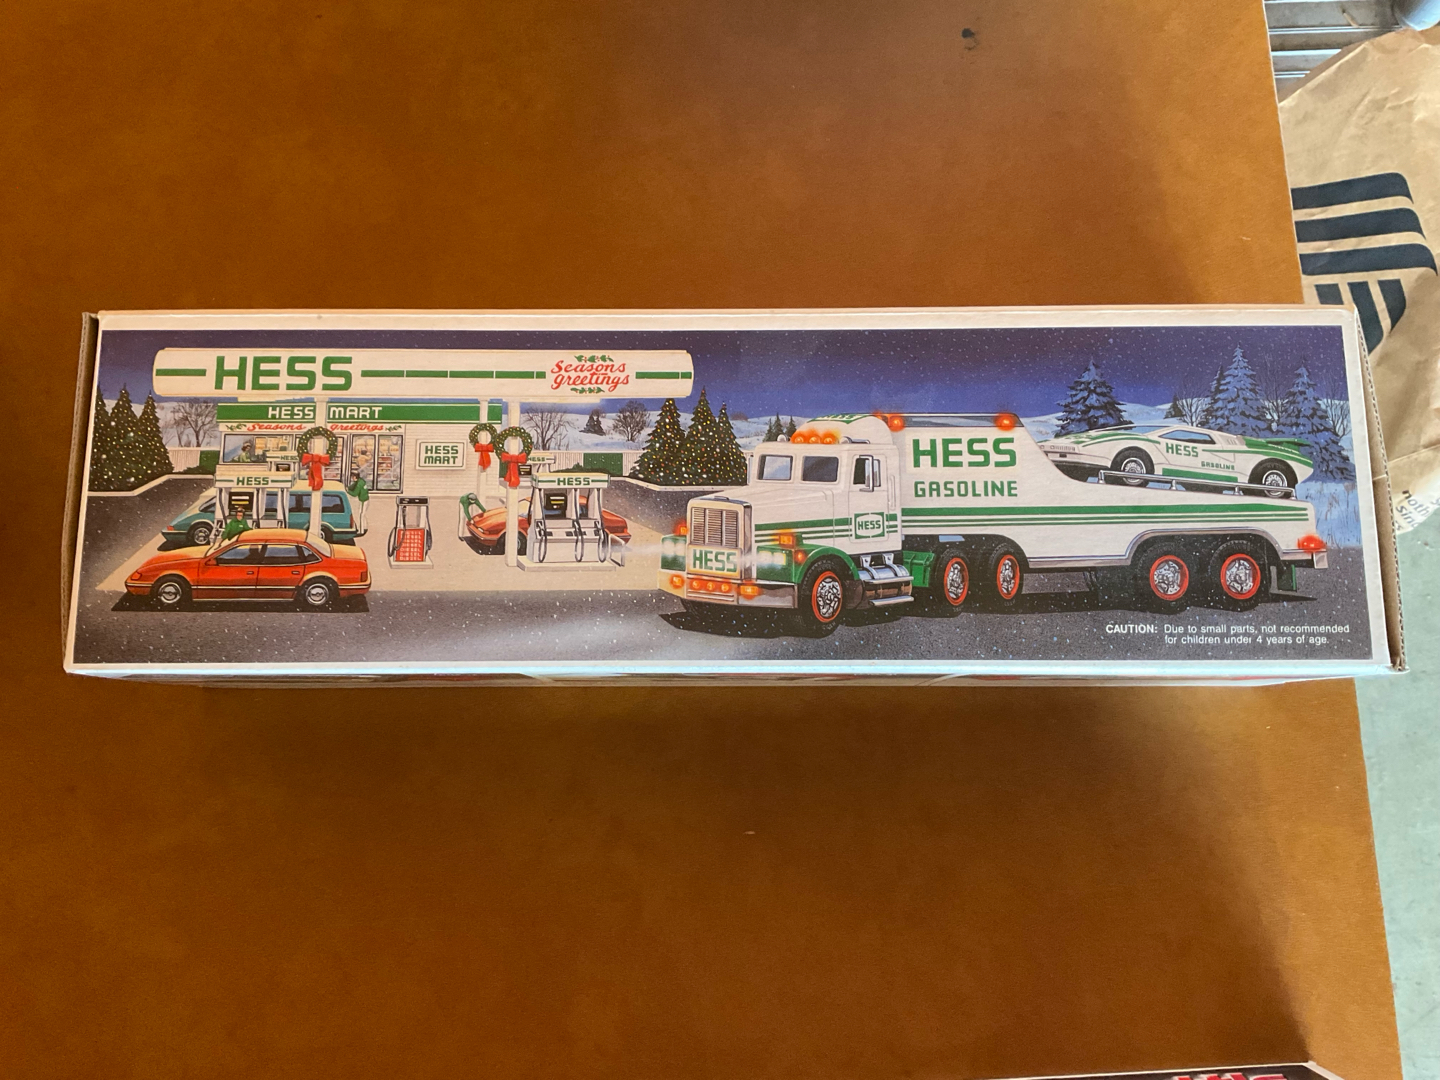 HESS
Seasons
greetings
HESS MART
Seasons greetings
HESS
MART
HESS
HESS
HESS
HESS
GASOLINE
HESS
HESS
HESS
GASOLINE
CAUTION: Due to small parts, not recommended
for children under 4 years of age.